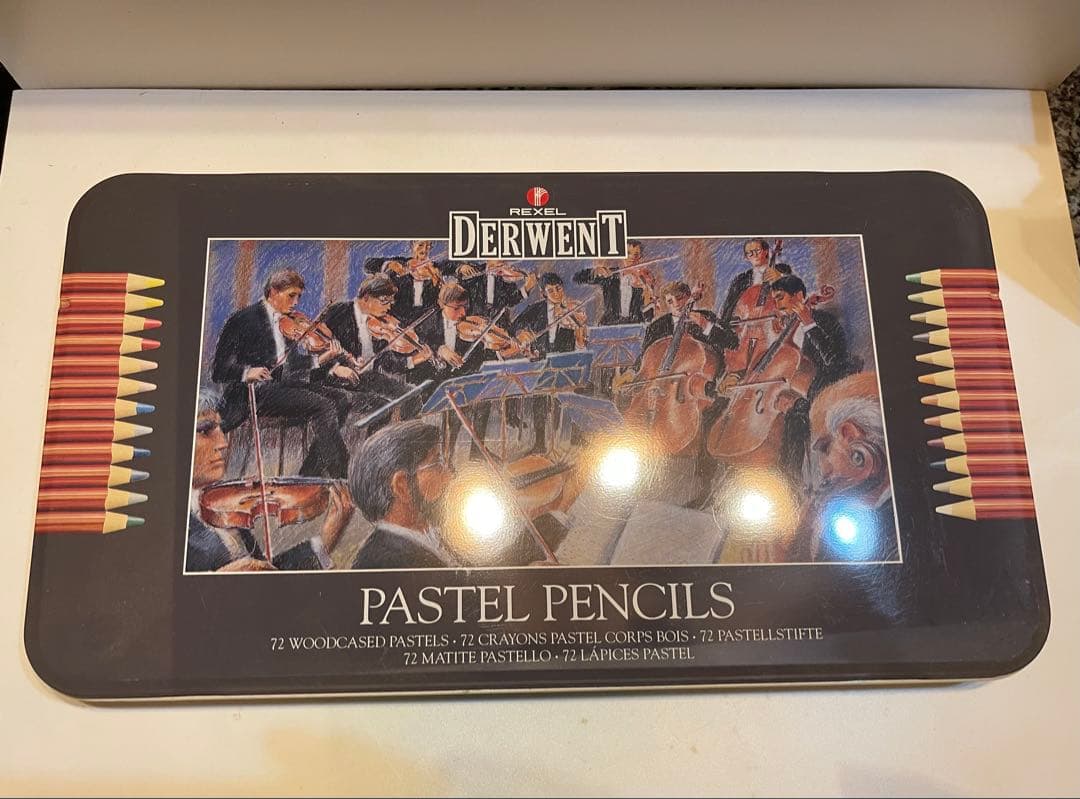 REXEL
DERWENT
PASTEL PENCILS
72 WOODCASED PASTELS · 72 CRAYONS PASTEL CORPS BOIS · 72 PASTELLSTIFTE
72 MATITE PASTELLO · 72 LÁPICES PASTEL